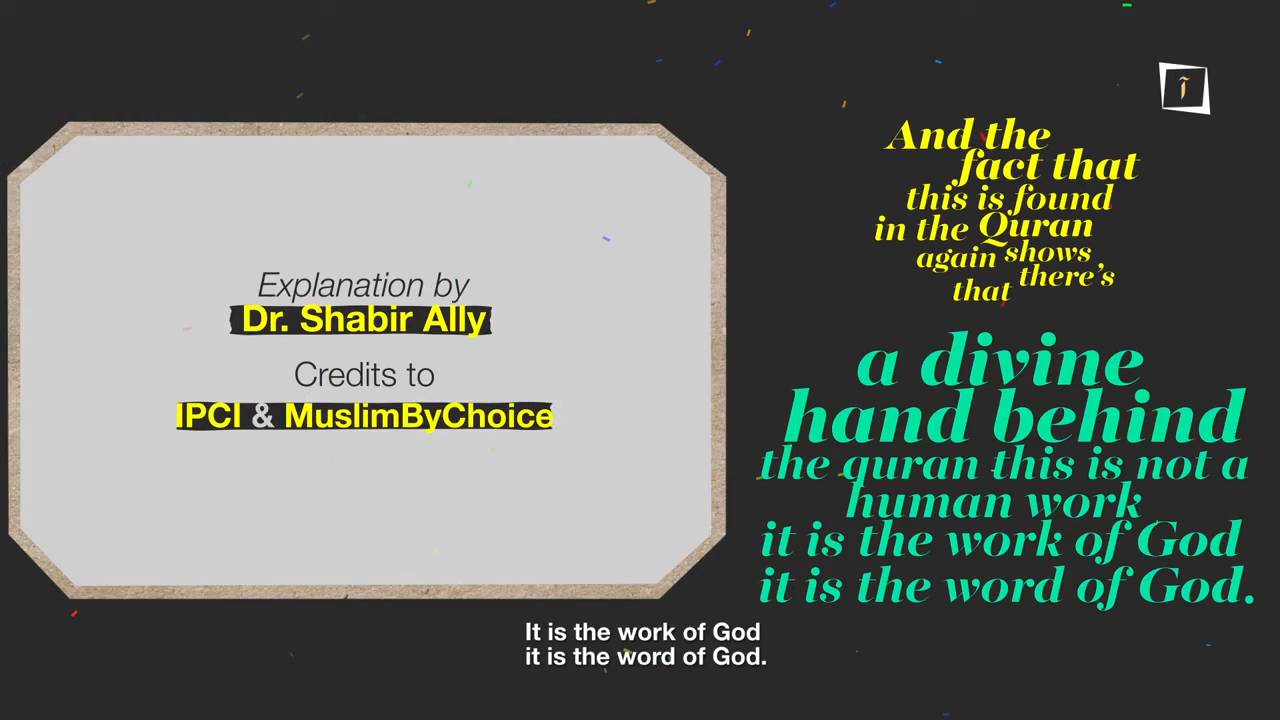 Explanation by
Dr. Shabir Ally
Credits to
IPCI & MuslimByChoice
And the
fact that
this is found
in the Quran
again shows,
that there's
a divine
hand behind
the quran this is not a
human work
it is the work of God
it is the word of God.
It is the work of God
it is the word of God.